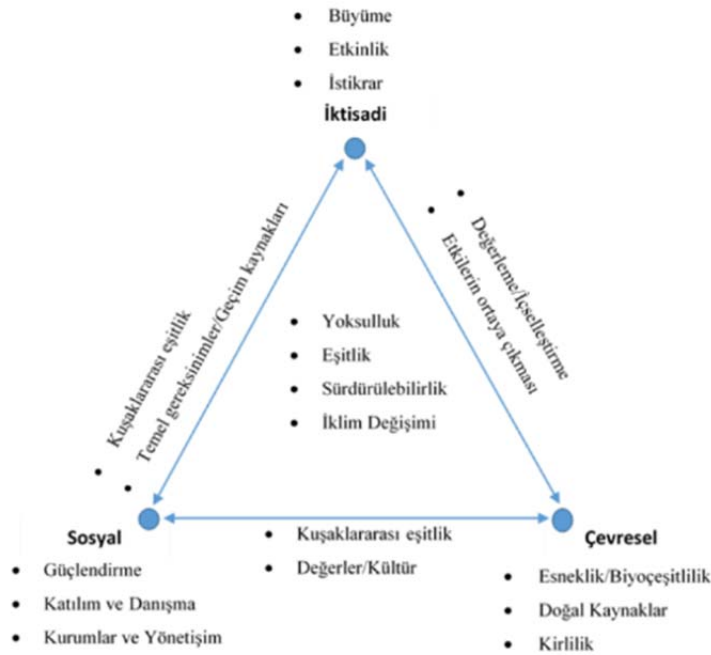 • Büyüme
• Etkinlik
• İstikrar
İktisadi
• Kuşaklararası eşitlik
• Temel gereksinimler/Geçim kaynakları
• Değerleme/İçselleştirme
• Etkilerin ortaya çıkması
• Yoksulluk
• Eşitlik
• Sürdürülebilirlik
• İklim Değişimi
Sosyal
• Güçlendirme
• Katılım ve Danışma
• Kurumlar ve Yönetişim
• Kuşaklararası eşitlik
• Değerler/Kültür
Çevresel
• Esneklik/Biyoçeşitlilik
• Doğal Kaynaklar
• Kirlilik